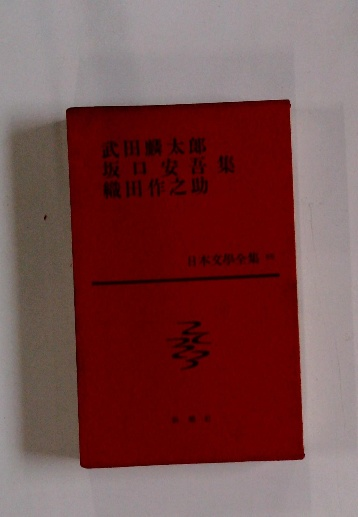 武田麟太郎
坂口安吾集
織田作之助
日本文學全集